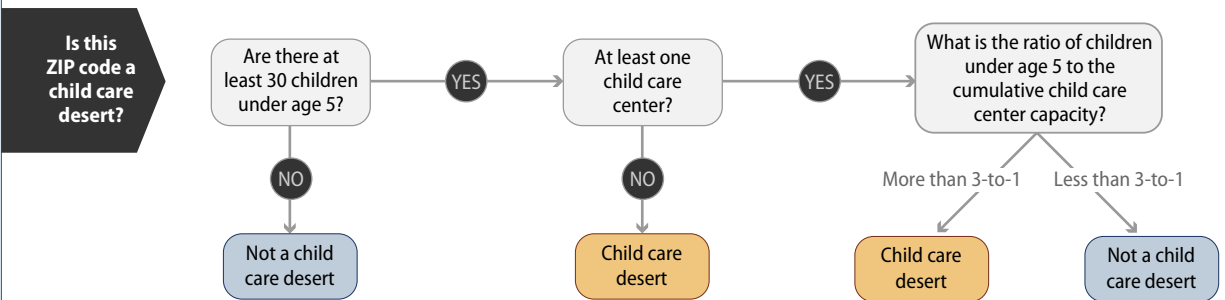 Is this
ZIP code a
child care
desert?
Are there at
least 30 children
under age 5?
YES
At least one
child care
center?
YES
What is the ratio of children
under age 5 to the
cumulative child care
center capacity?
NO
NO
More than 3-to-1
Less than 3-to-1
Not a child
care desert
Child care
desert
Child care
desert
Not a child
care desert